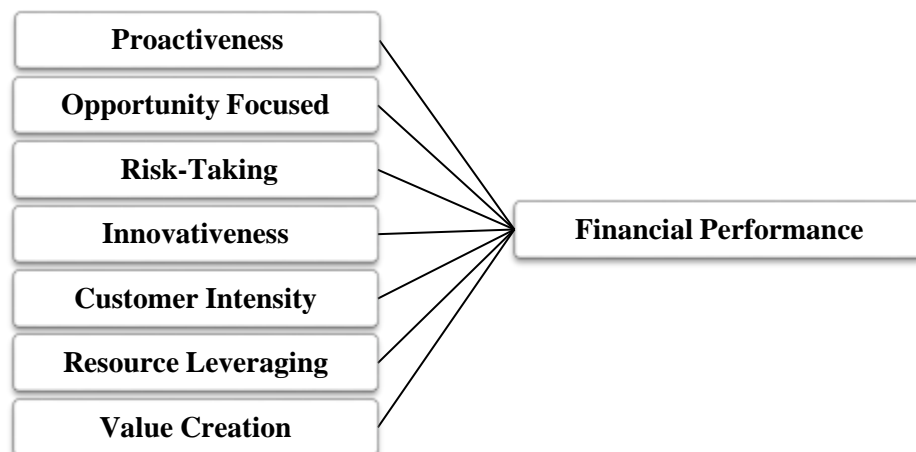 Proactiveness
Opportunity Focused
Risk-Taking
Innovativeness
Financial Performance
Customer Intensity
Resource Leveraging
Value Creation